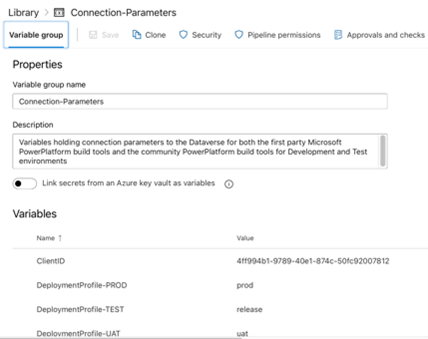 Library > Connection-Parameters
Variable group Save Clone Security Pipeline permissions Approvals and checks
Properties
Variable group name
Connection-Parameters
Description
Variables holding connection parameters to the Dataverse for both the first party Microsoft
PowerPlatform build tools and the community PowerPlatform build tools for Development and Test
environments
Link secrets from an Azure key vault as variables
Variables
Name ↑ Value
ClientID 4ff994b1-9789-40e1-874c-50fc92007812
DeploymentProfile-PROD prod
DeploymentProfile-TEST release
DeploymentProfile-UAT uat